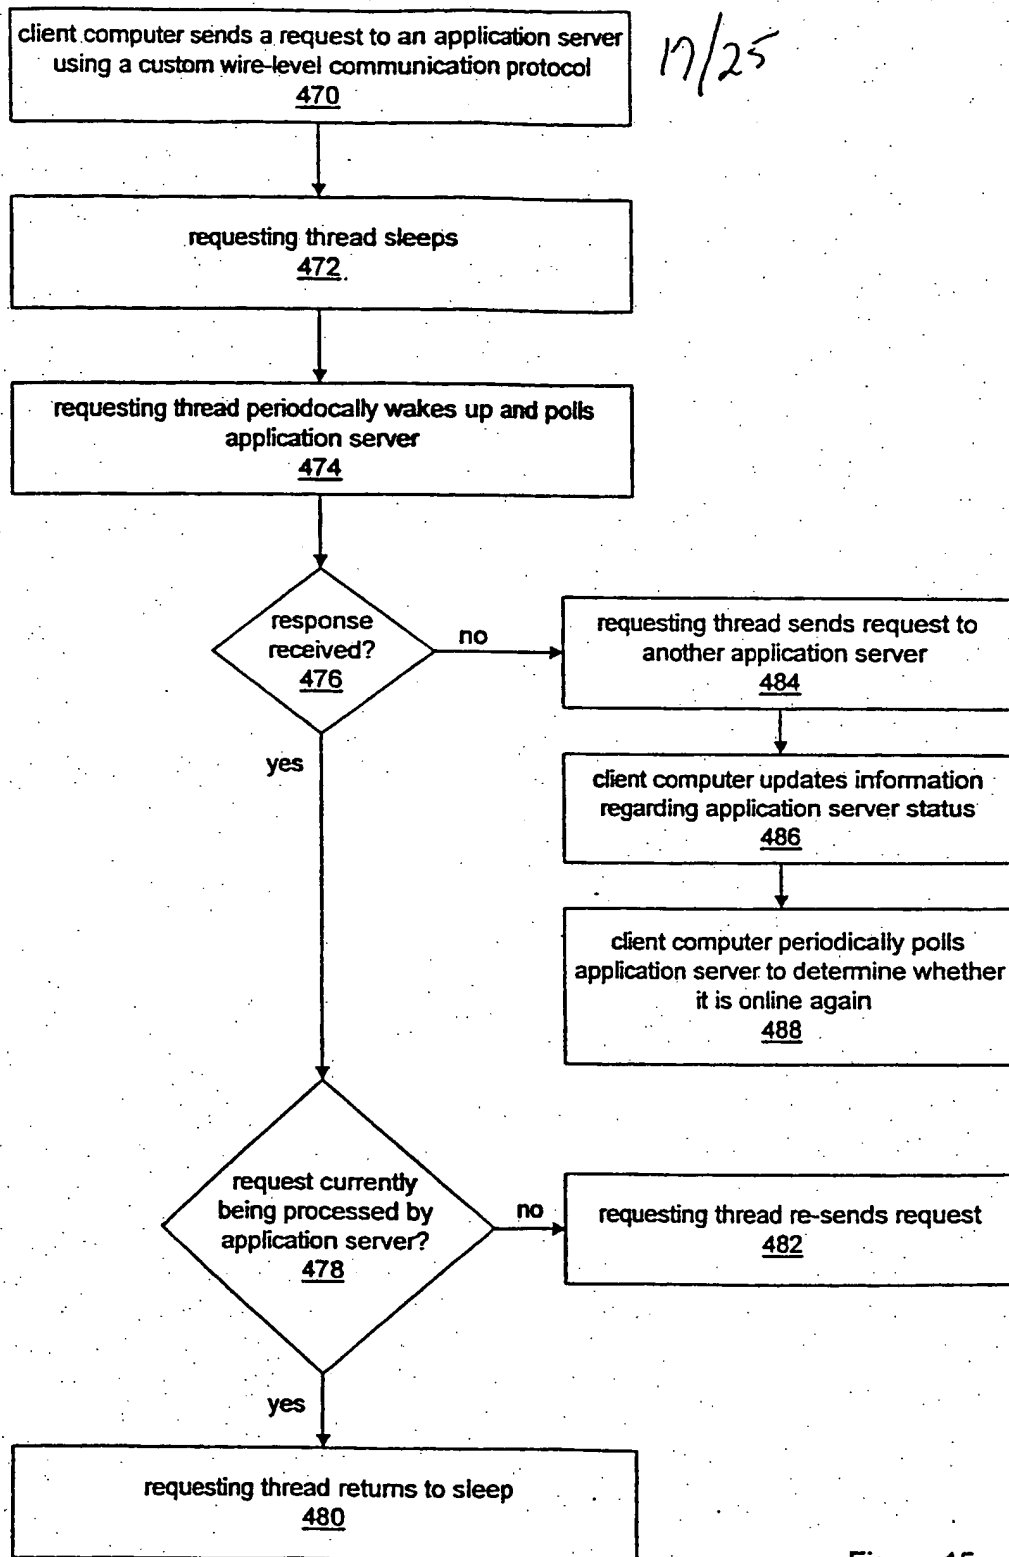 client computer sends a request to an application server
using a custom wire-level communication protocol
470
17/25
requesting thread sleeps
472
requesting thread periodocally wakes up and polls
application server
474
response
received?
476
no
requesting thread sends request to
another application server
484
yes
client computer updates information
regarding application server status
486
client computer periodically polls
application server to determine whether
it is online again
488
request currently
being processed by
application server?
478
no
requesting thread re-sends request
482
yes
requesting thread returns to sleep
480